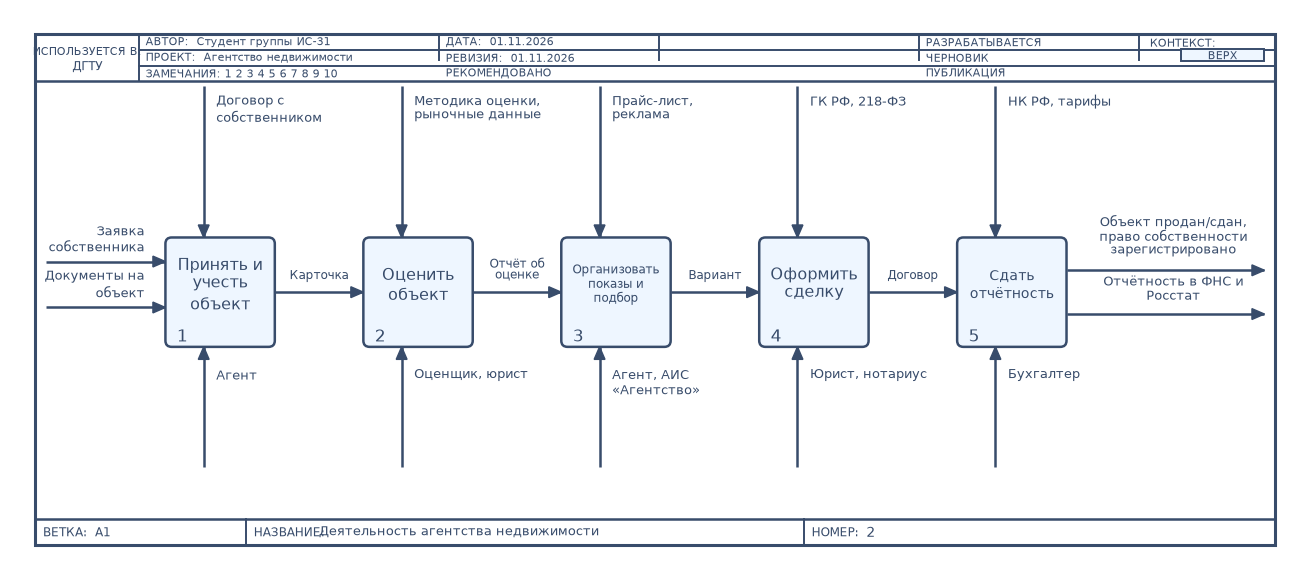 ИСПОЛЬЗУЕТСЯ В
ДГТУ
АВТОР: Студент группы ИС-31
ДАТА: 01.11.2026
РАЗРАБАТЫВАЕТСЯ
КОНТЕКСТ:
ПРОЕКТ: Агентство недвижимости
РЕВИЗИЯ: 01.11.2026
ЧЕРНОВИК
ВЕРХ
ЗАМЕЧАНИЯ: 1 2 3 4 5 6 7 8 9 10
РЕКОМЕНДОВАНО
ПУБЛИКАЦИЯ
Договор с
собственником
Методика оценки,
рыночные данные
Прайс-лист,
реклама
ГК РФ, 218-ФЗ
НК РФ, тарифы
Заявка
собственника
Документы на
объект
Принять и
учесть
объект
1
Карточка
Оценить
объект
2
Отчёт об
оценке
Организовать
показы и
подбор
3
Вариант
Оформить
сделку
4
Договор
Сдать
отчётность
5
Объект продан/сдан,
право собственности
зарегистрировано
Отчётность в ФНС и
Росстат
Агент
Оценщик, юрист
Агент, АИС
«Агентство»
Юрист, нотариус
Бухгалтер
ВЕТКА: А1
НАЗВАНИЕ: Деятельность агентства недвижимости
НОМЕР: 2